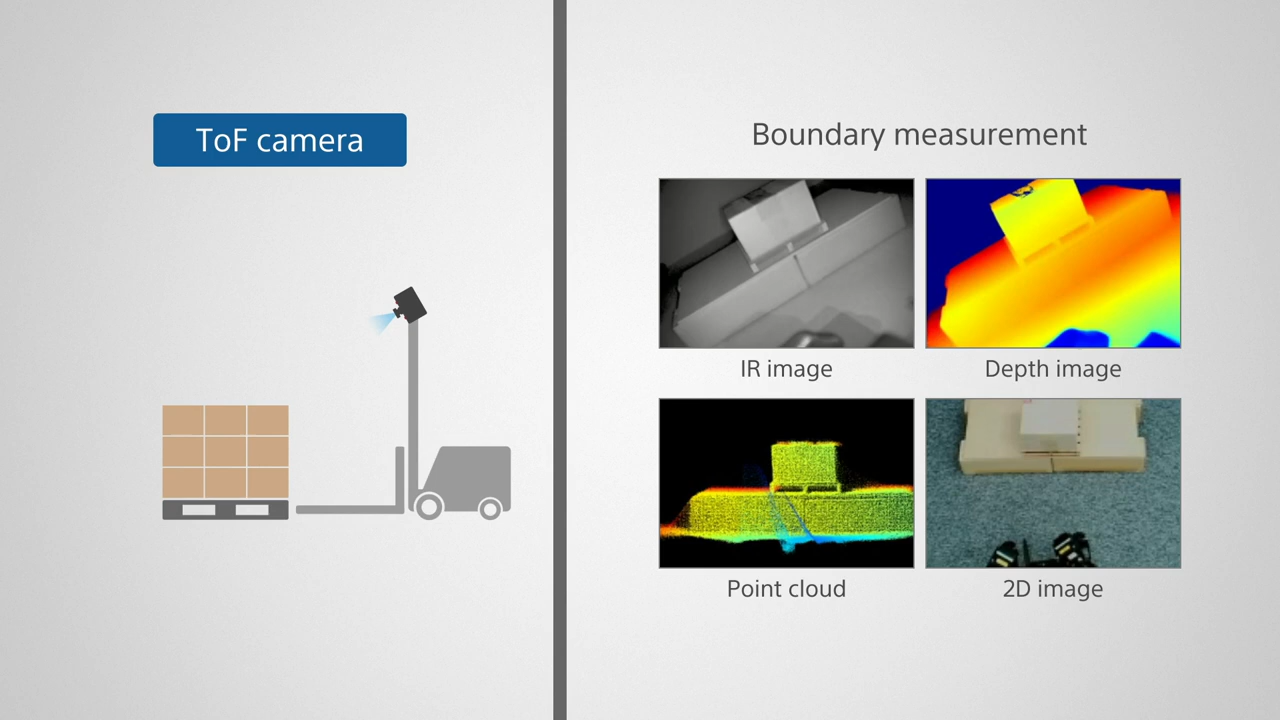 ToF camera
Boundary measurement
IR image
Depth image
Point cloud
2D image